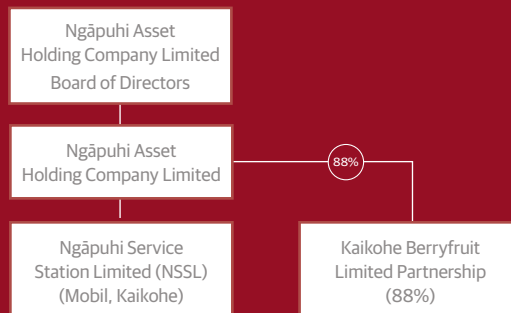 Ngāpuhi Asset
Holding Company Limited
Board of Directors
Ngāpuhi Asset
Holding Company Limited
88%
Ngāpuhi Service
Station Limited (NSSL)
(Mobil, Kaikohe)
Kaikohe Berryfruit
Limited Partnership
(88%)